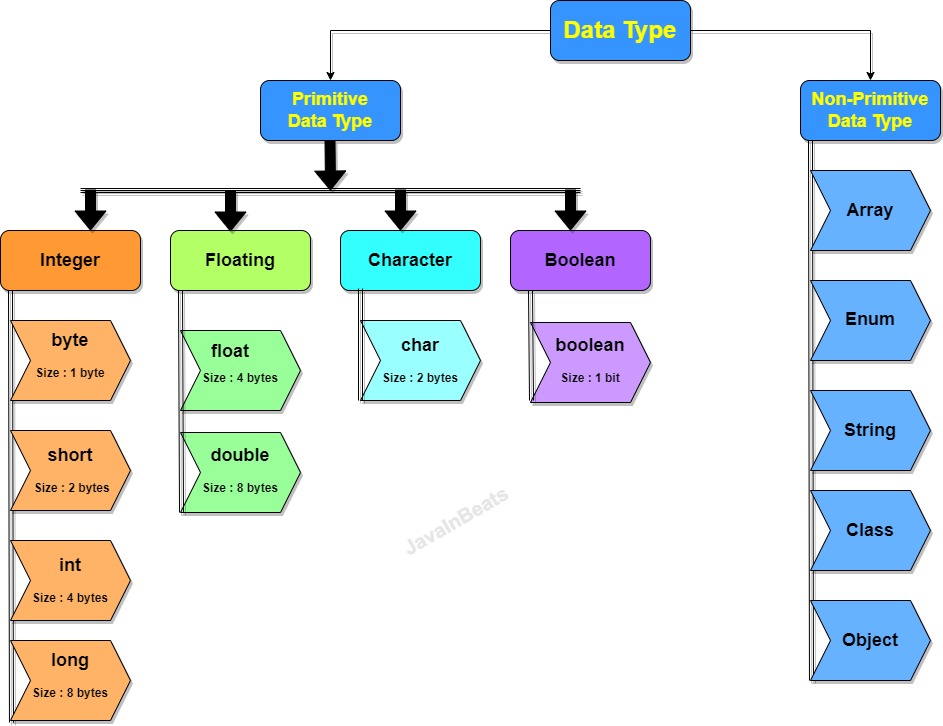 Data Type
Primitive
Data Type
Non-Primitive
Data Type
Integer
Floating
Character
Boolean
byte
Size : 1 byte
short
Size : 2 bytes
int
Size : 4 bytes
long
Size : 8 bytes
float
Size : 4 bytes
double
Size : 8 bytes
char
Size : 2 bytes
boolean
Size : 1 bit
Array
Enum
String
Class
Object
JavaInBeats